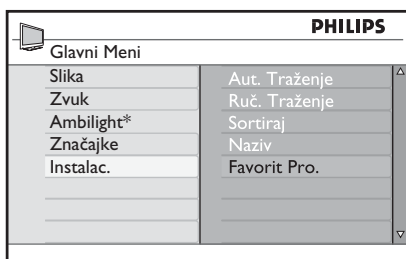 PHILIPS
Glavni Meni
Slika
Zvuk
Ambilight*
Značajke
Instalac.
Aut. Traženje
Ruč. Traženje
Sortiraj
Naziv
Favorit Pro.